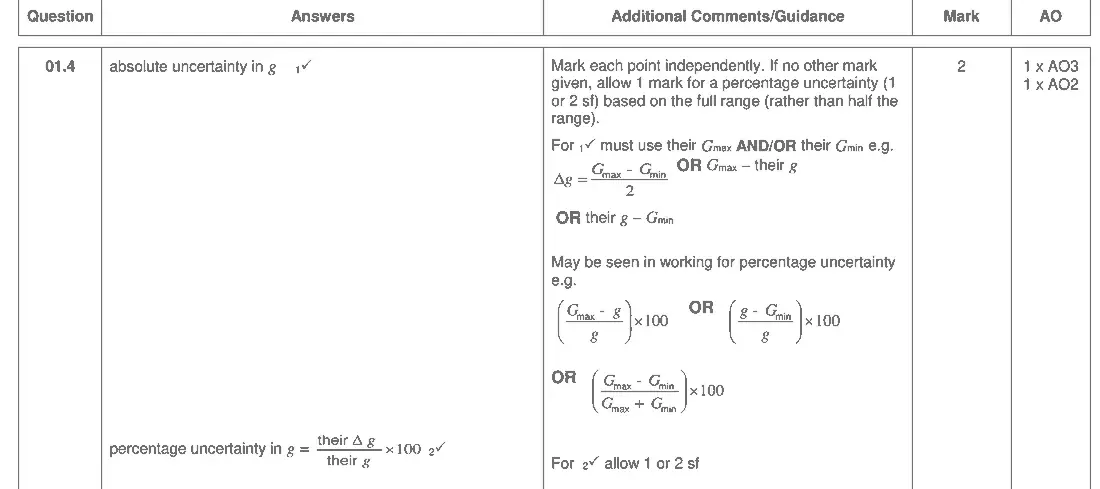 Question Answers Additional Comments/Guidance Mark AO
01.4 absolute uncertainty in g ₁✓ Mark each point independently. If no other mark 2 1 x AO3
given, allow 1 mark for a percentage uncertainty (1 1 x AO2
or 2 sf) based on the full range (rather than half the
range).
For ₁✓ must use their Gmax AND/OR their Gmin e.g.
Δg = (Gmax - Gmin)/2 OR Gmax – their g
OR their g – Gmin
May be seen in working for percentage uncertainty
e.g.
((Gmax - g)/g) × 100 OR ((g - Gmin)/g) × 100
OR ((Gmax - Gmin)/(Gmax + Gmin)) × 100
percentage uncertainty in g = (their Δ g)/(their g) × 100 ₂✓
For ₂✓ allow 1 or 2 sf